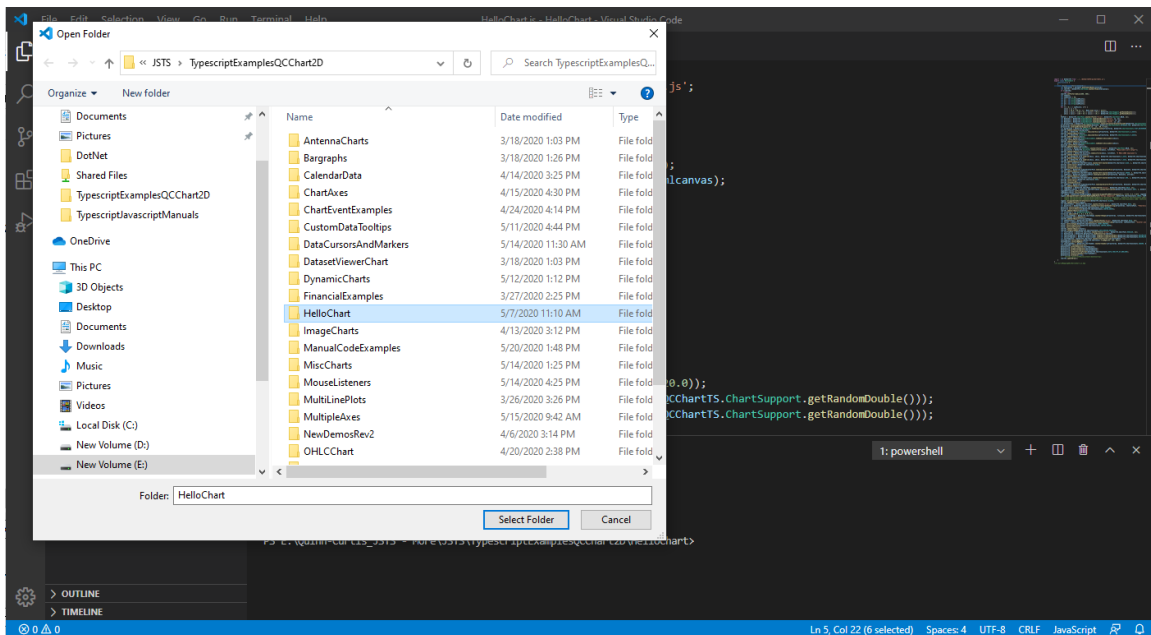 File Edit Selection View Go Run Terminal Help HelloChart.js - HelloChart - Visual Studio Code
Open Folder
« JSTS › TypescriptExamplesQCChart2D
Search TypescriptExamplesQ...
Organize New folder
Documents
Pictures
DotNet
Shared Files
TypescriptExamplesQCChart2D
TypescriptJavascriptManuals
OneDrive
This PC
3D Objects
Desktop
Documents
Downloads
Music
Pictures
Videos
Local Disk (C:)
New Volume (D:)
New Volume (E:)
Name Date modified Type
AntennaCharts 3/18/2020 1:03 PM File fold
Bargraphs 3/18/2020 1:26 PM File fold
CalendarData 4/14/2020 3:25 PM File fold
ChartAxes 4/15/2020 4:30 PM File fold
ChartEventExamples 4/24/2020 4:14 PM File fold
CustomDataTooltips 5/11/2020 4:44 PM File fold
DataCursorsAndMarkers 5/14/2020 11:30 AM File fold
DatasetViewerChart 3/18/2020 1:03 PM File fold
DynamicCharts 5/12/2020 1:12 PM File fold
FinancialExamples 3/27/2020 2:25 PM File fold
HelloChart 5/7/2020 11:10 AM File fold
ImageCharts 4/13/2020 3:12 PM File fold
ManualCodeExamples 5/20/2020 1:48 PM File fold
MiscCharts 5/14/2020 1:25 PM File fold
MouseListeners 5/14/2020 4:25 PM File fold
MultiLinePlots 3/26/2020 3:26 PM File fold
MultipleAxes 5/15/2020 9:42 AM File fold
NewDemosRev2 4/6/2020 3:14 PM File fold
OHLCChart 4/20/2020 2:38 PM File fold
Folder: HelloChart
Select Folder Cancel
js';
);
lcanvas);
0.0));
CChartTS.ChartSupport.getRandomDouble()));
CChartTS.ChartSupport.getRandomDouble()));
1: powershell
PS E:\Quinn-Curtis_JSTS - More\JSTS\TypescriptExamplesQCChart2D\HelloChart>
OUTLINE
TIMELINE
0 0 Ln 5, Col 22 (6 selected) Spaces: 4 UTF-8 CRLF JavaScript